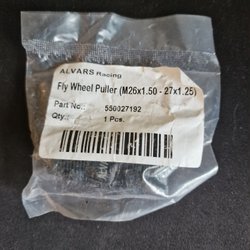 ALVARS Racing
Fly Wheel Puller (M26x1.50 - 27x1.25)
Part No.: 550027192
Qty.: 1 Pcs.